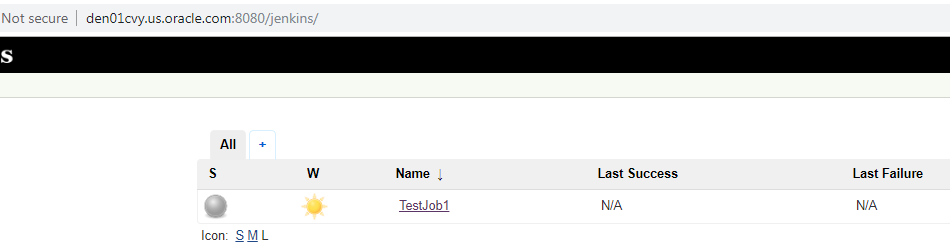 Not secure | den01cvy.us.oracle.com:8080/jenkins/
s
All +
S W Name ↓ Last Success Last Failure
TestJob1 N/A N/A
Icon: S M L